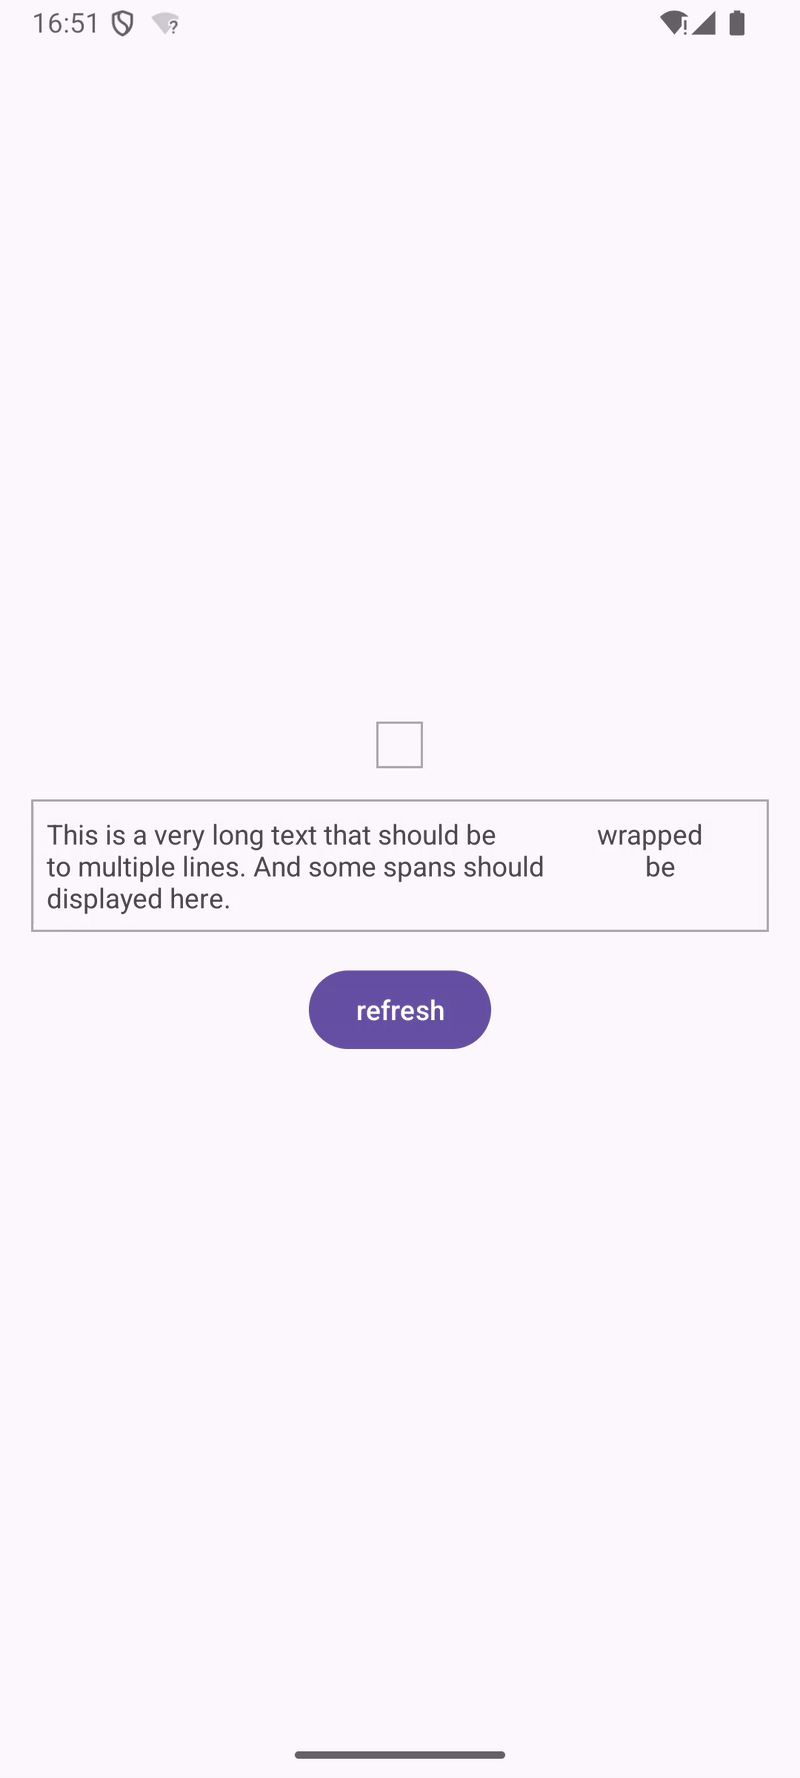 16:51
This is a very long text that should be wrapped
to multiple lines. And some spans should be
displayed here.
refresh